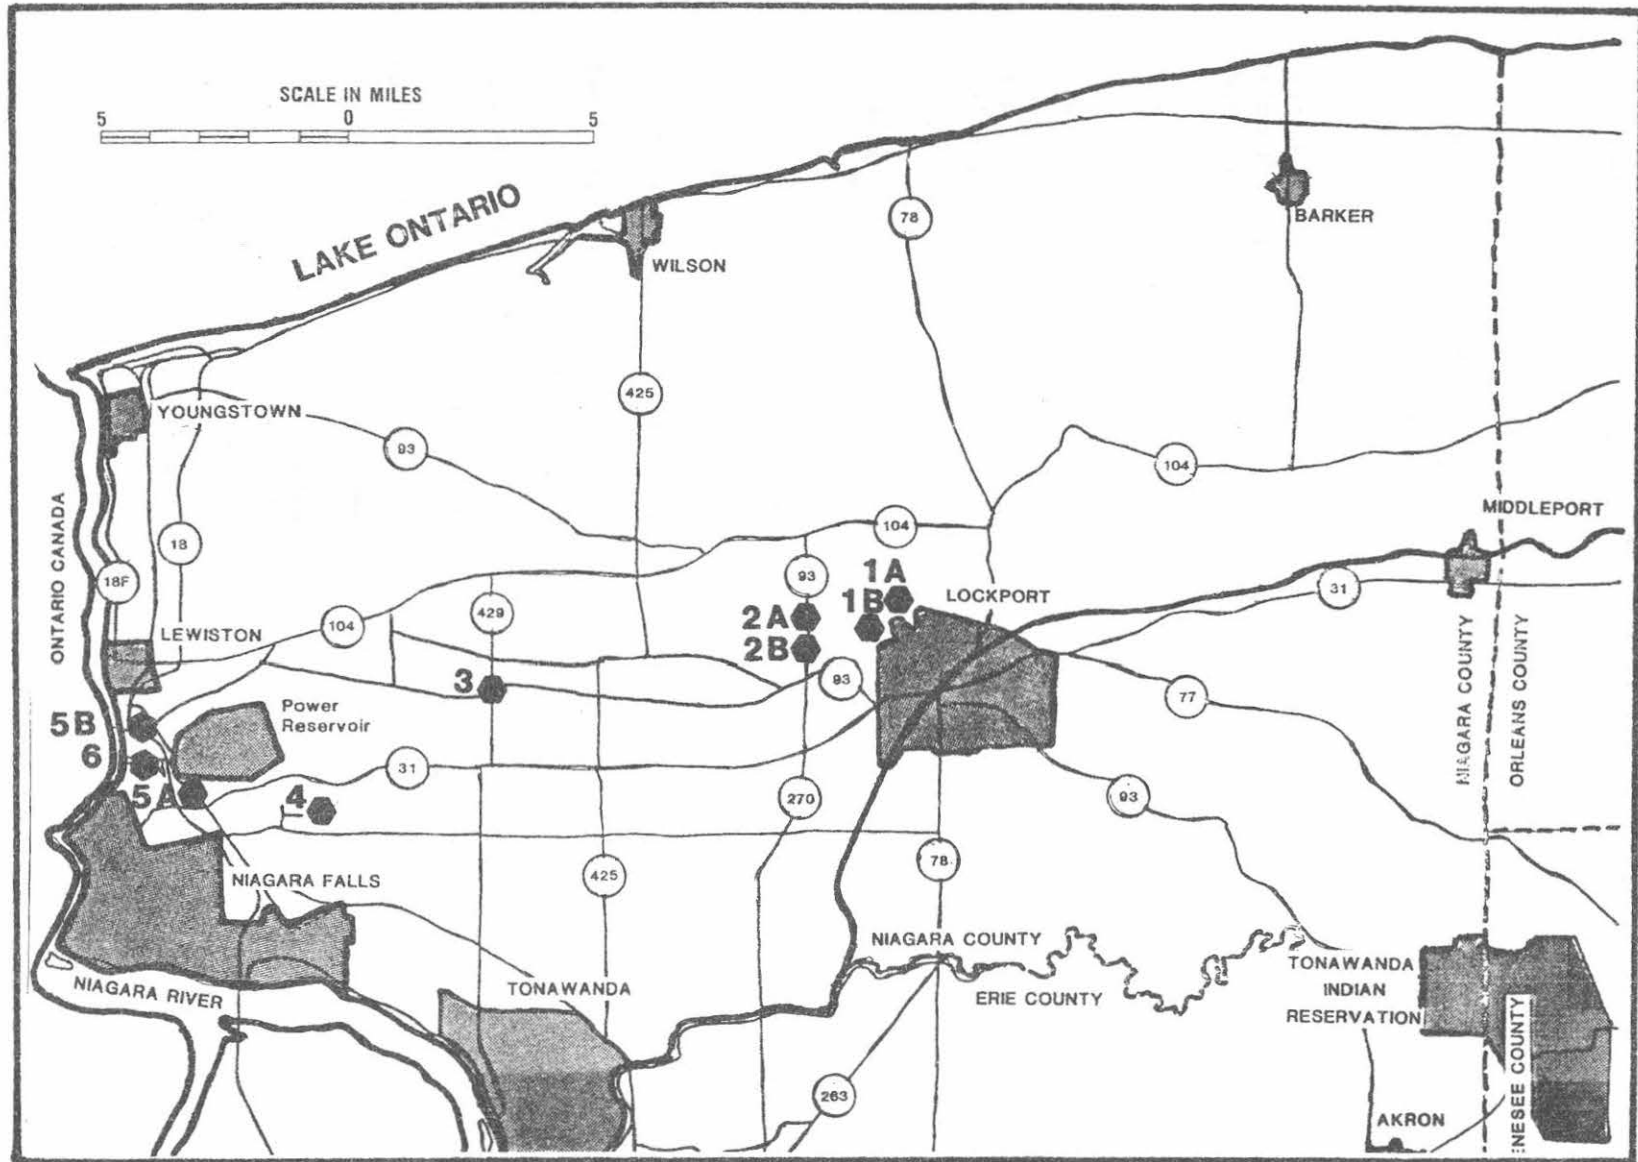 SCALE IN MILES
5 0 5
LAKE ONTARIO
WILSON
78
BARKER
425
YOUNGSTOWN
93
104
ONTARIO CANADA
18
18F
MIDDLEPORT
104
93
1A
1B
LOCKPORT
31
429
2A
2B
LEWISTON
104
3
93
77
NIAGARA COUNTY
ORLEANS COUNTY
Power
Reservoir
5B
6
5A
4
31
270
93
425
78
NIAGARA FALLS
NIAGARA COUNTY
ERIE COUNTY
TONAWANDA
NIAGARA RIVER
TONAWANDA
INDIAN
RESERVATION
263
AKRON
ENESEE COUNTY